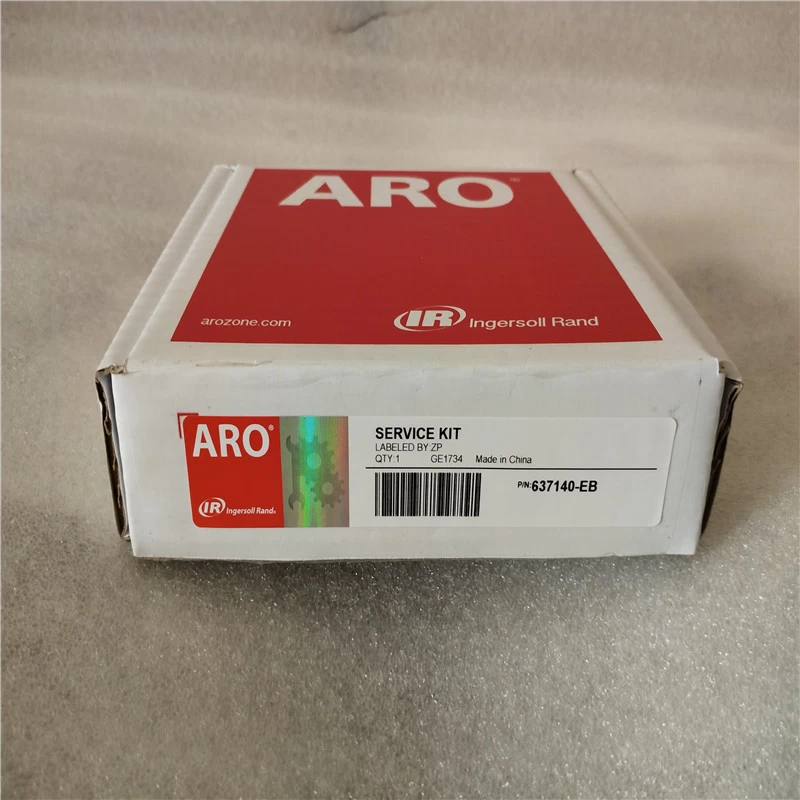 ARO®
arozone.com
IR Ingersoll Rand
ARO®
IR Ingersoll Rand®
SERVICE KIT
LABELED BY:ZP
QTY:1 GE1734 Made in China
P/N:637140-EB